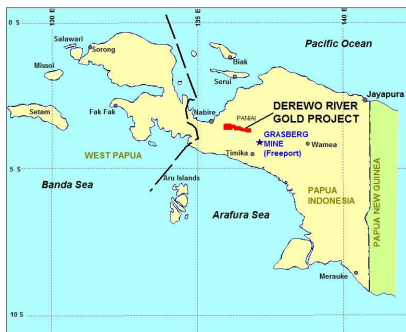 130 E
135 E
140 E
0 S
Salawari
Sorong
Pacific Ocean
Biak
Missol
Serui
Jayapura
Setam
Fak Fak
Nabire
PANIAI
DEREWO RIVER
GOLD PROJECT
GRASBERG
MINE
(Freeport)
Wamea
WEST PAPUA
Timika
5 S
Aru Islands
Banda Sea
PAPUA
INDONESIA
PAPUA NEW GUINEA
Arafura Sea
Merauke
10 S